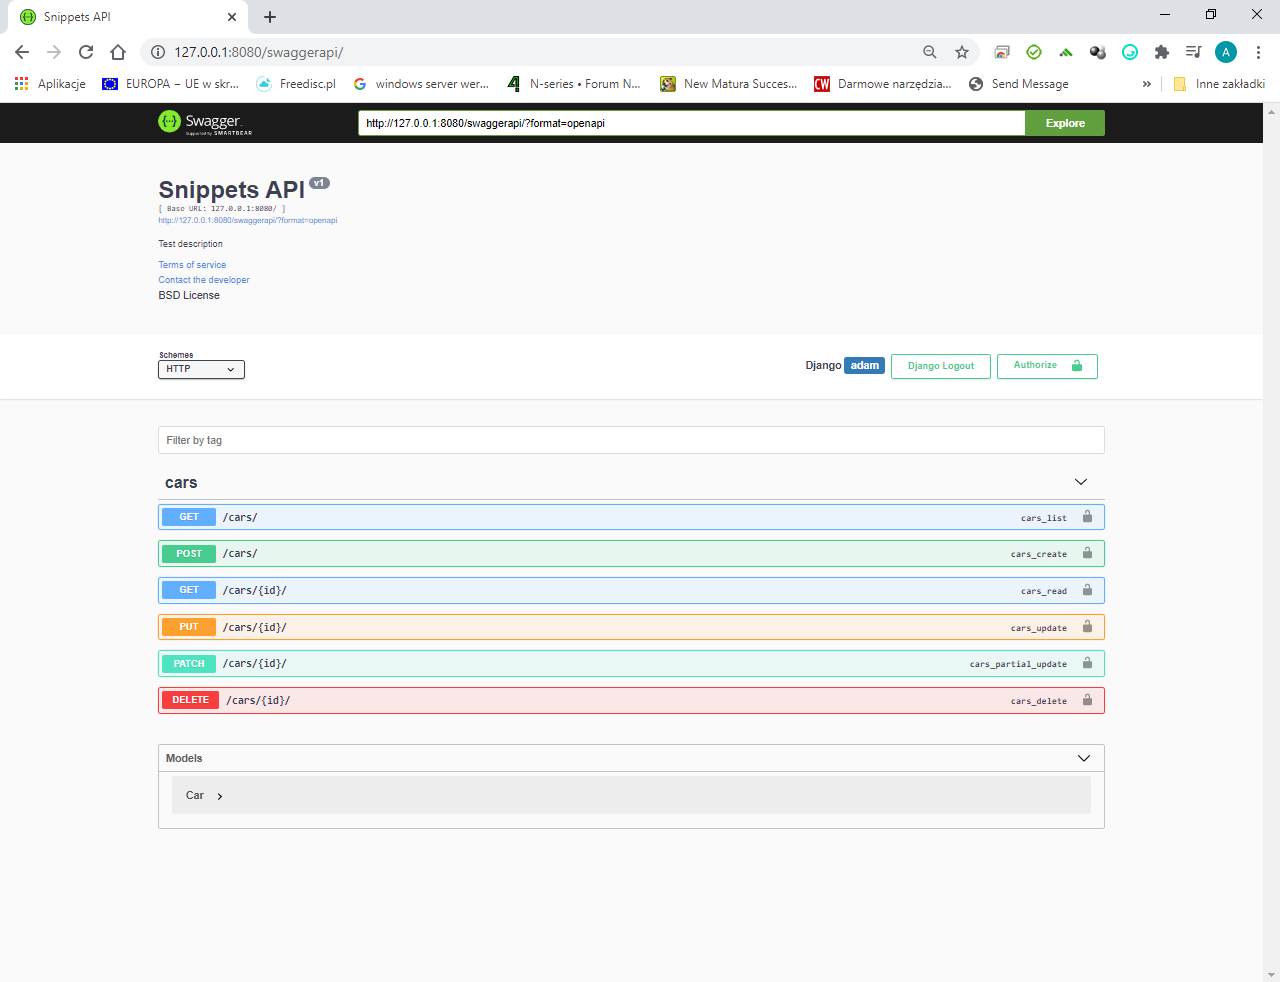 Snippets API
127.0.0.1:8080/swaggerapi/
A
Aplikacje
EUROPA – UE w skr...
Freedisc.pl
windows server wer...
N-series • Forum N...
New Matura Succes...
CW
Darmowe narzędzia...
Send Message
»
Inne zakładki
{··} Swagger
Supported by SMARTBEAR
http://127.0.0.1:8080/swaggerapi/?format=openapi
Explore
Snippets API v1
[ Base URL: 127.0.0.1:8080/ ]
http://127.0.0.1:8080/swaggerapi/?format=openapi
Test description
Terms of service
Contact the developer
BSD License
Schemes
HTTP
Django adam
Django Logout
Authorize
Filter by tag
cars
GET /cars/ cars_list
POST /cars/ cars_create
GET /cars/{id}/ cars_read
PUT /cars/{id}/ cars_update
PATCH /cars/{id}/ cars_partial_update
DELETE /cars/{id}/ cars_delete
Models
Car